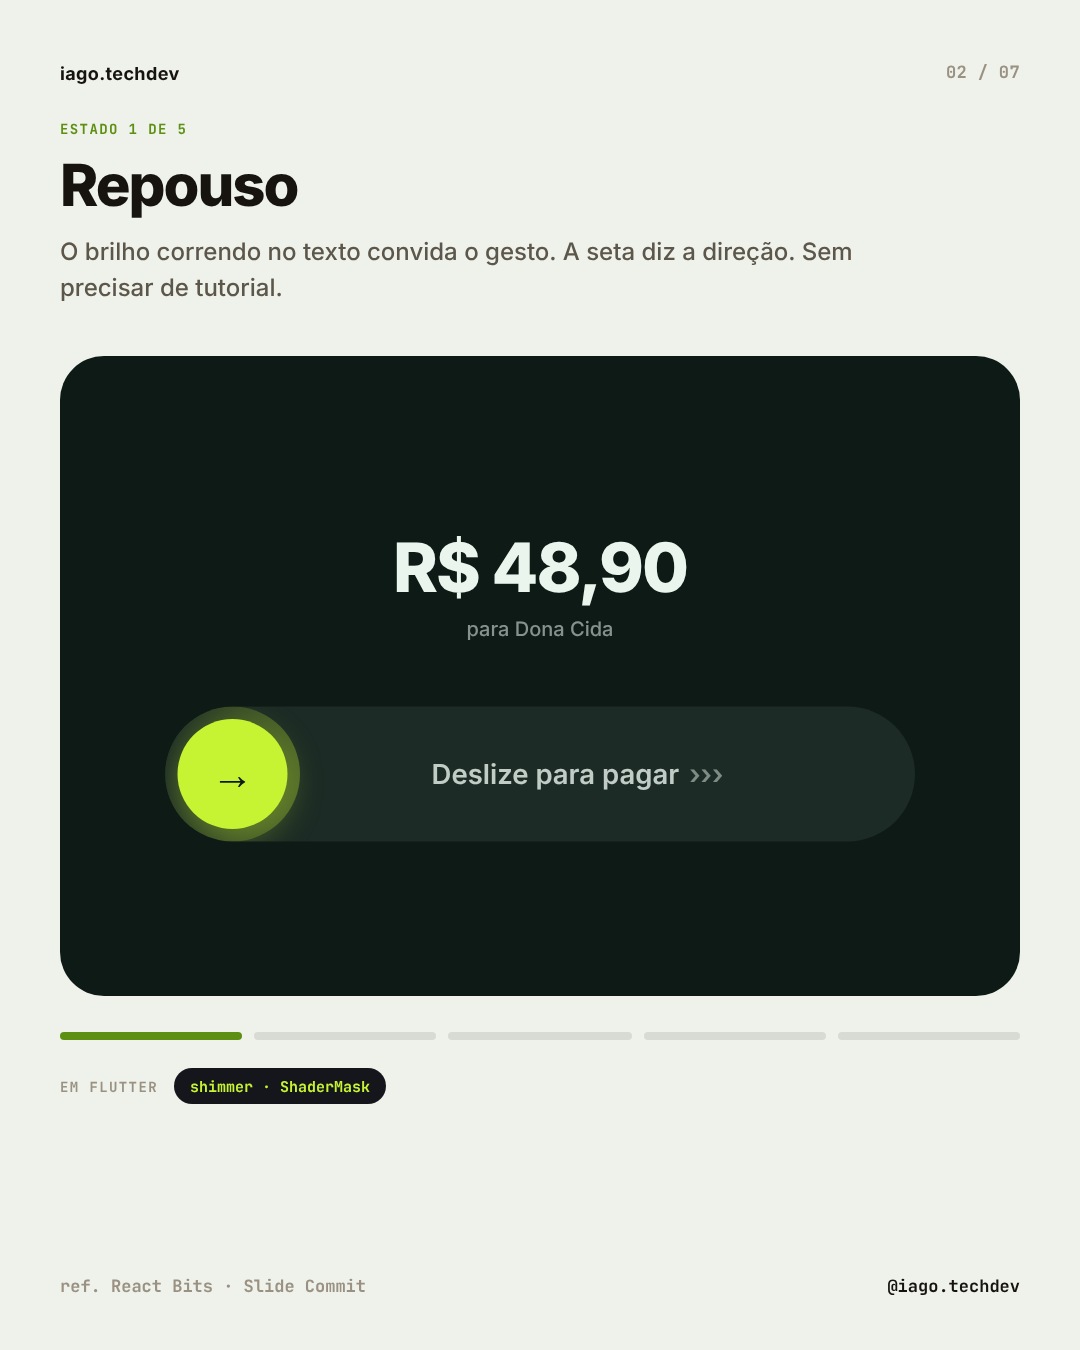 iago.techdev
02 / 07
ESTADO 1 DE 5
Repouso
O brilho correndo no texto convida o gesto. A seta diz a direção. Sem
precisar de tutorial.
R$ 48,90
para Dona Cida
→
Deslize para pagar ›››
EM FLUTTER
shimmer · ShaderMask
ref. React Bits · Slide Commit
@iago.techdev